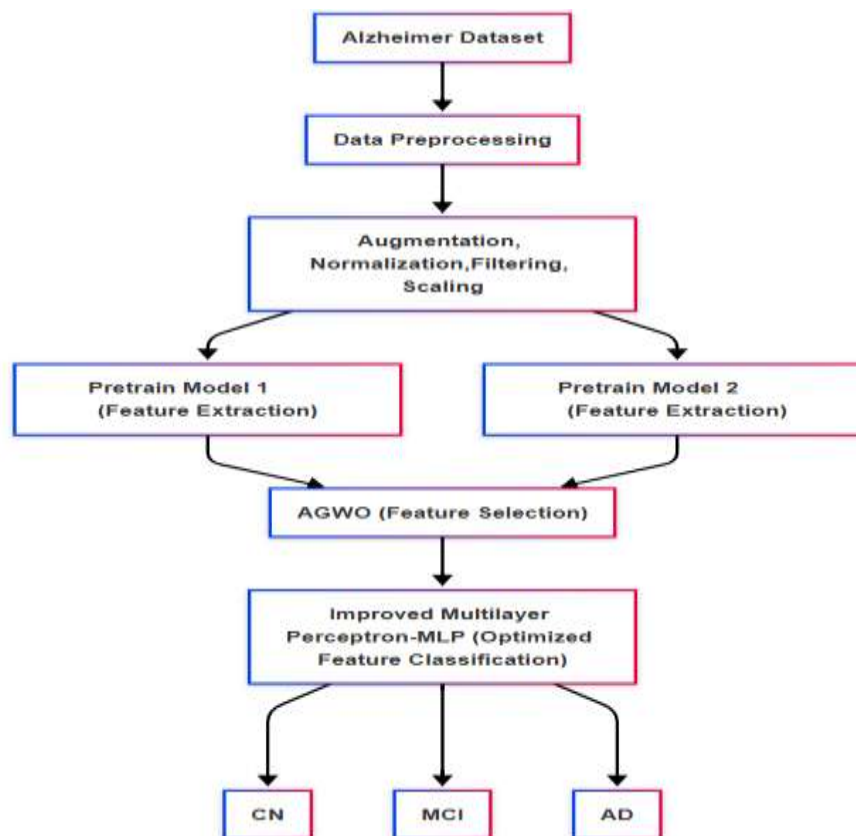 Alzheimer Dataset
Data Preprocessing
Augmentation,
Normalization,Filtering,
Scaling
Pretrain Model 1
(Feature Extraction)
Pretrain Model 2
(Feature Extraction)
AGWO (Feature Selection)
Improved Multilayer
Perceptron-MLP (Optimized
Feature Classification)
CN
MCI
AD